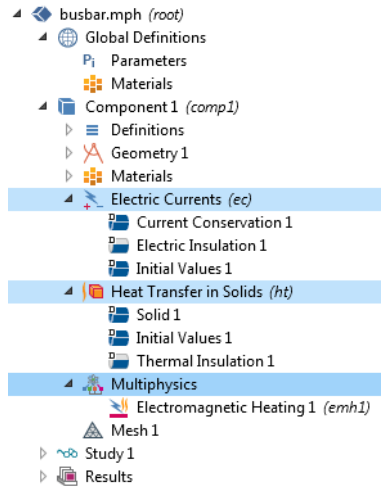 busbar.mph (root)
Global Definitions
Pi Parameters
Materials
Component 1 (comp1)
Definitions
Geometry 1
Materials
Electric Currents (ec)
Current Conservation 1
Electric Insulation 1
Initial Values 1
Heat Transfer in Solids (ht)
Solid 1
Initial Values 1
Thermal Insulation 1
Multiphysics
Electromagnetic Heating 1 (emh1)
Mesh 1
Study 1
Results